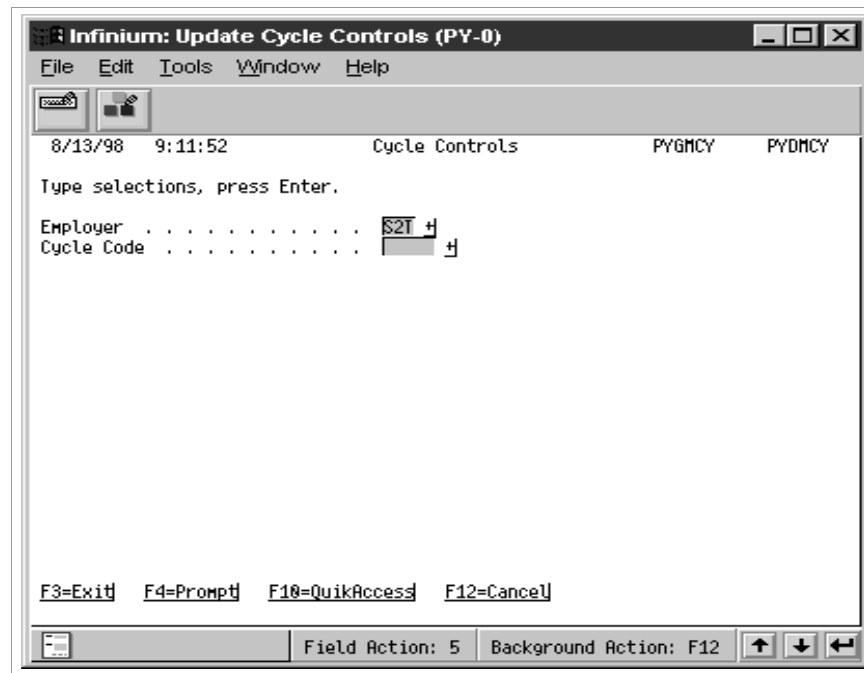 Infinium: Update Cycle Controls (PY-0)
File Edit Tools Window Help
8/13/98 9:11:52 Cycle Controls PYGMCY PYDMCY
Type selections, press Enter.
Employer . . . . . . . . . . . S2T +
Cycle Code . . . . . . . . . . +
F3=Exit F4=Prompt F10=QuikAccess F12=Cancel
Field Action: 5 Background Action: F12